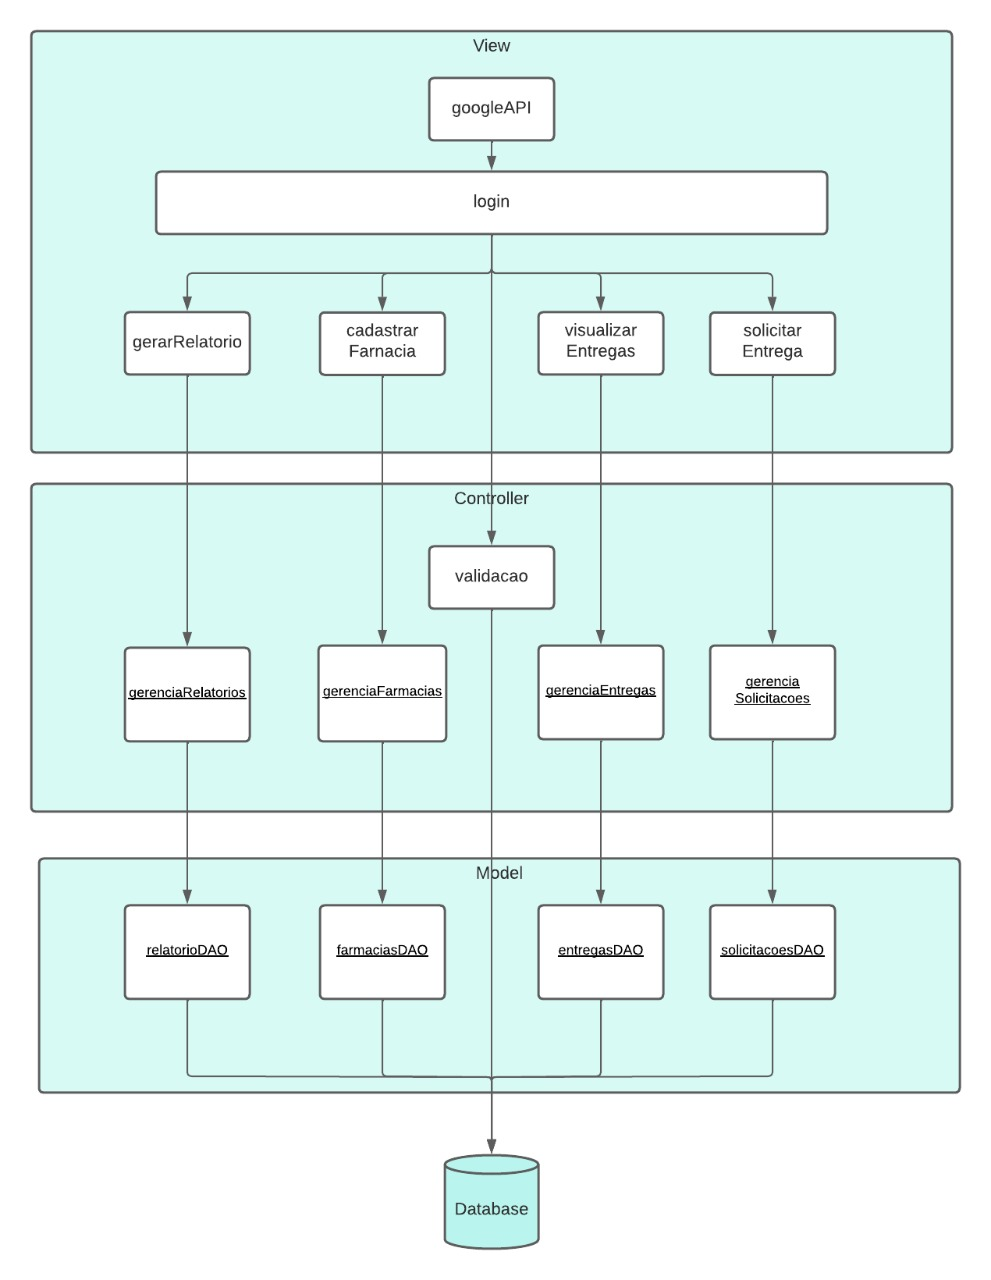 View
googleAPI
login
gerarRelatorio
cadastrar
Farnacia
visualizar
Entregas
solicitar
Entrega
Controller
validacao
gerenciaRelatorios
gerenciaFarmacias
gerenciaEntregas
gerencia
Solicitacoes
Model
relatorioDAO
farmaciasDAO
entregasDAO
solicitacoesDAO
Database